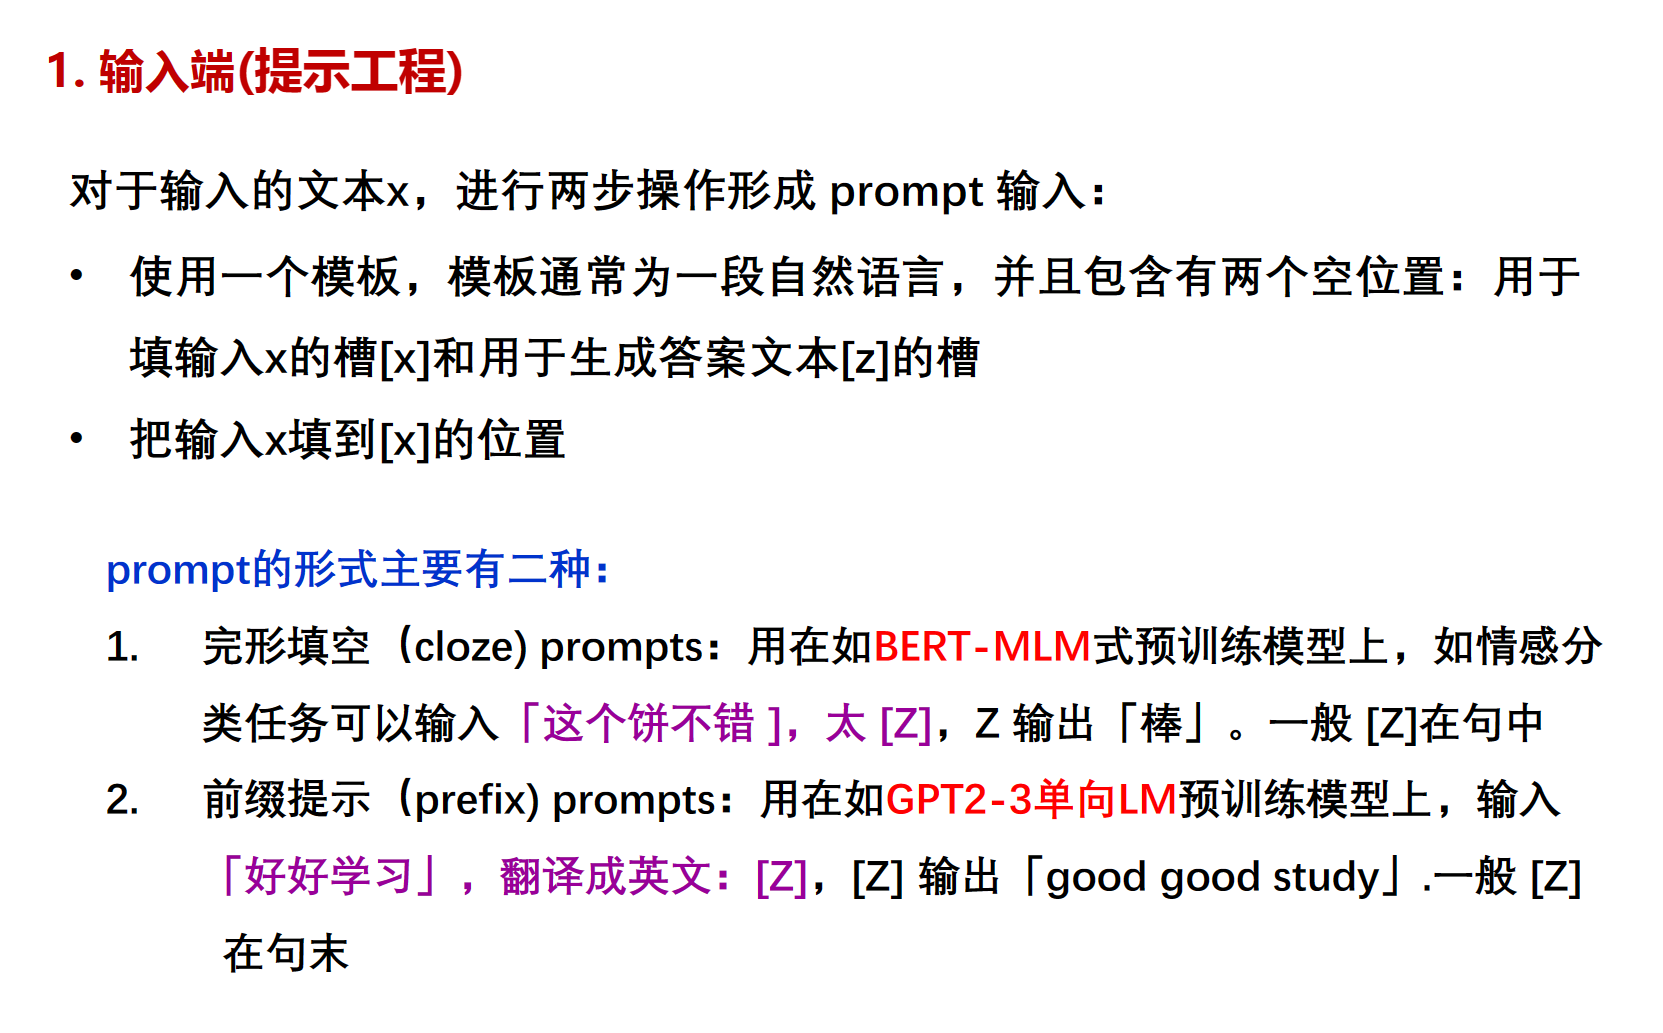 1. 输入端(提示工程)
对于输入的文本x，进行两步操作形成 prompt 输入：
• 使用一个模板，模板通常为一段自然语言，并且包含有两个空位置：用于
填输入x的槽[x]和用于生成答案文本[z]的槽
• 把输入x填到[x]的位置
prompt的形式主要有二种：
1. 完形填空（cloze) prompts：用在如BERT-MLM式预训练模型上，如情感分
类任务可以输入「这个饼不错 ]，太 [Z]，Z 输出「棒」。一般 [Z]在句中
2. 前缀提示（prefix) prompts：用在如GPT2-3单向LM预训练模型上，输入
「好好学习」，翻译成英文：[Z]，[Z] 输出「good good study」.一般 [Z]
在句末